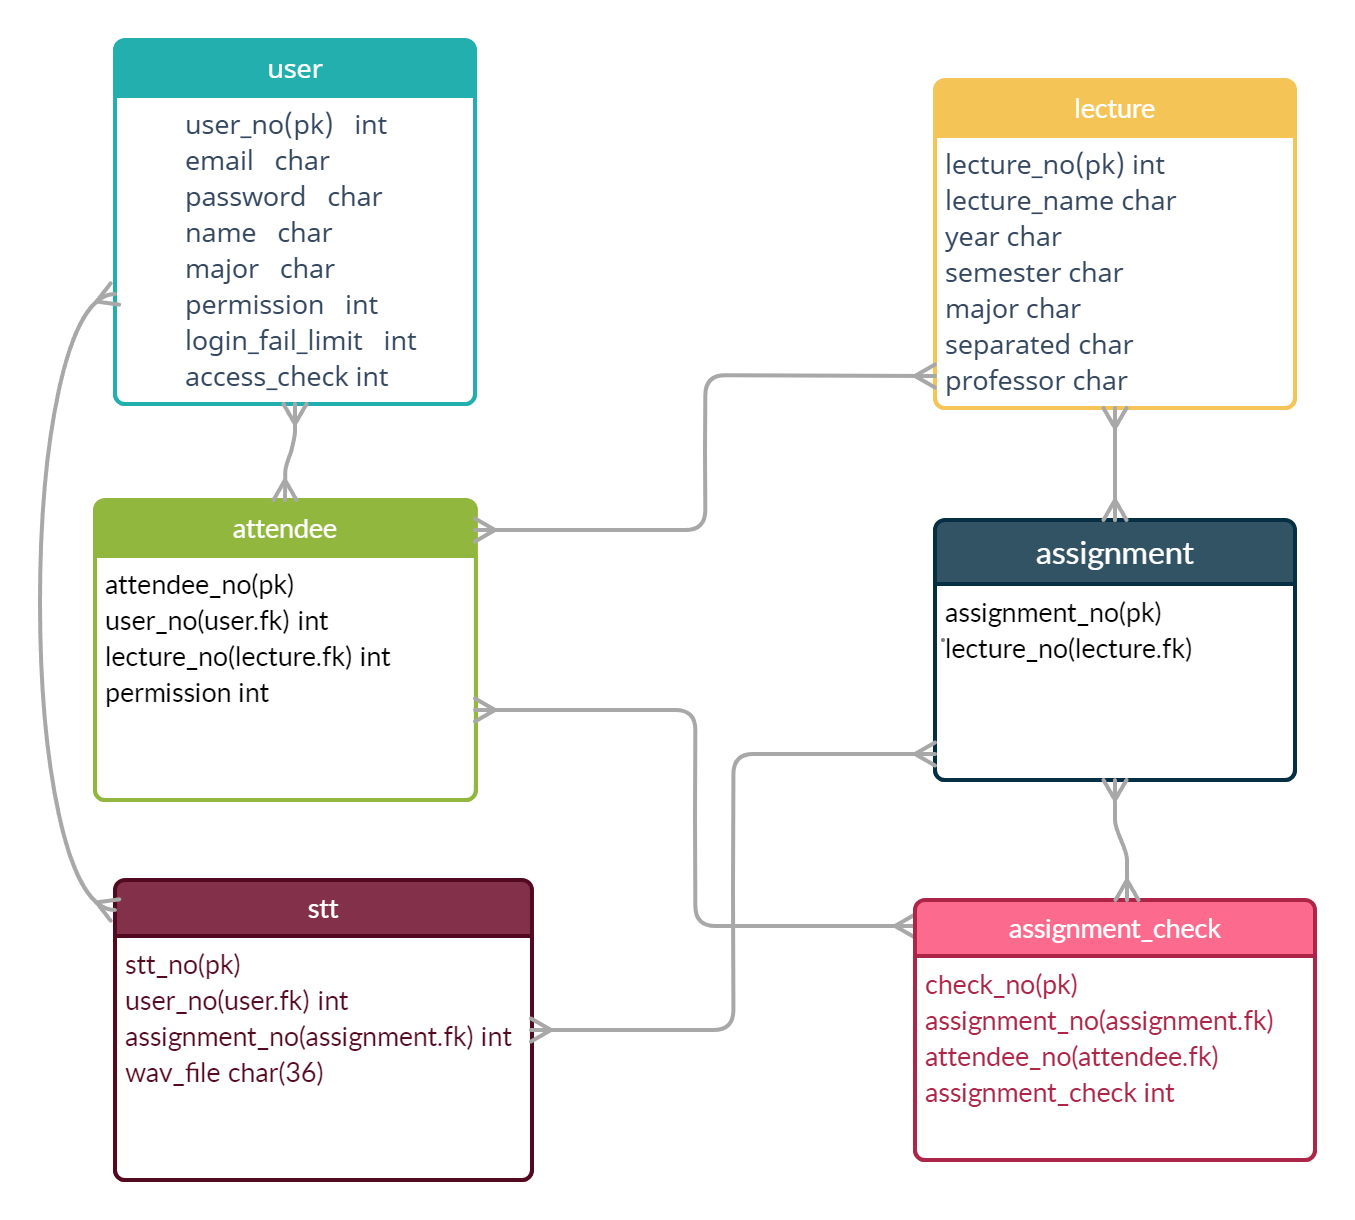 user
user_no(pk) int
email char
password char
name char
major char
permission int
login_fail_limit int
access_check int
lecture
lecture_no(pk) int
lecture_name char
year char
semester char
major char
separated char
professor char
attendee
attendee_no(pk)
user_no(user.fk) int
lecture_no(lecture.fk) int
permission int
assignment
assignment_no(pk)
lecture_no(lecture.fk)
stt
stt_no(pk)
user_no(user.fk) int
assignment_no(assignment.fk) int
wav_file char(36)
assignment_check
check_no(pk)
assignment_no(assignment.fk)
attendee_no(attendee.fk)
assignment_check int